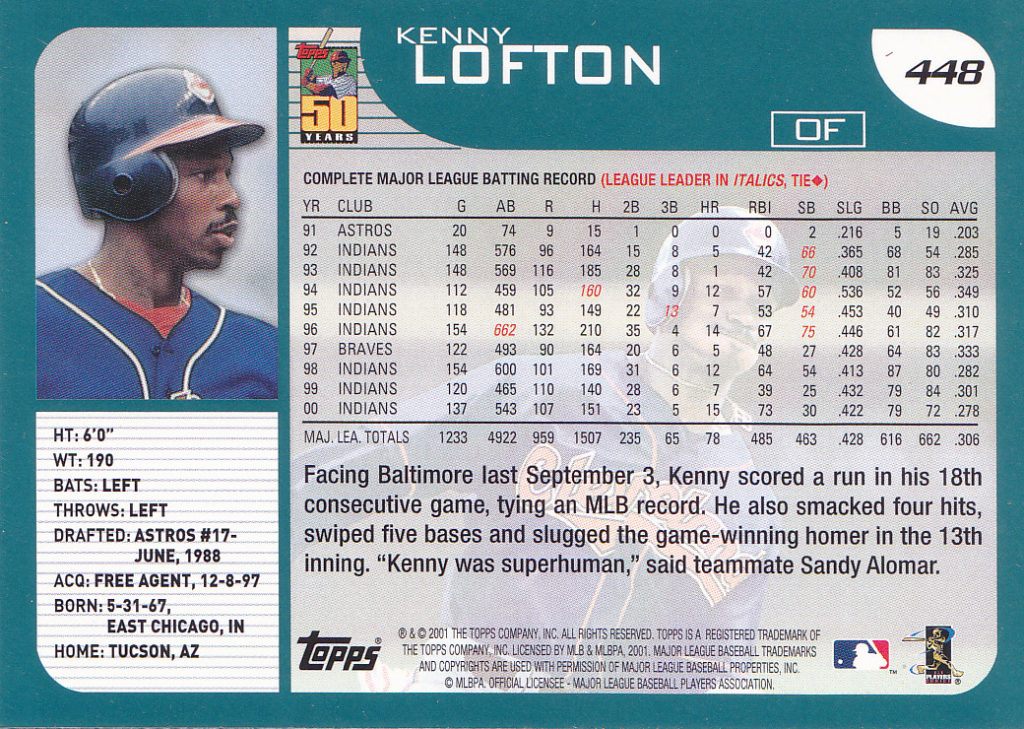 KENNY
LOFTON
448
Topps
50
YEARS
OF
COMPLETE MAJOR LEAGUE BATTING RECORD (LEAGUE LEADER IN ITALICS, TIE◆)
YR CLUB G AB R H 2B 3B HR RBI SB SLG BB SO AVG
91 ASTROS 20 74 9 15 1 0 0 0 2 .216 5 19 .203
92 INDIANS 148 576 96 164 15 8 5 42 66 .365 68 54 .285
93 INDIANS 148 569 116 185 28 8 1 42 70 .408 81 83 .325
94 INDIANS 112 459 105 160 32 9 12 57 60 .536 52 56 .349
95 INDIANS 118 481 93 149 22 13 7 53 54 .453 40 49 .310
96 INDIANS 154 662 132 210 35 4 14 67 75 .446 61 82 .317
97 BRAVES 122 493 90 164 20 6 5 48 27 .428 64 83 .333
98 INDIANS 154 600 101 169 31 6 12 64 54 .413 87 80 .282
99 INDIANS 120 465 110 140 28 6 7 39 25 .432 79 84 .301
00 INDIANS 137 543 107 151 23 5 15 73 30 .422 79 72 .278
MAJ. LEA. TOTALS 1233 4922 959 1507 235 65 78 485 463 .428 616 662 .306
Facing Baltimore last September 3, Kenny scored a run in his 18th
consecutive game, tying an MLB record. He also smacked four hits,
swiped five bases and slugged the game-winning homer in the 13th
inning. “Kenny was superhuman,” said teammate Sandy Alomar.
HT: 6'0"
WT: 190
BATS: LEFT
THROWS: LEFT
DRAFTED: ASTROS #17-
JUNE, 1988
ACQ: FREE AGENT, 12-8-97
BORN: 5-31-67,
EAST CHICAGO, IN
HOME: TUCSON, AZ
Topps®
® & © 2001 THE TOPPS COMPANY, INC. ALL RIGHTS RESERVED. TOPPS IS A REGISTERED TRADEMARK OF
THE TOPPS COMPANY, INC. LICENSED BY MLB & MLBPA, 2001. MAJOR LEAGUE BASEBALL TRADEMARKS
AND COPYRIGHTS ARE USED WITH PERMISSION OF MAJOR LEAGUE BASEBALL PROPERTIES, INC.
© MLBPA. OFFICIAL LICENSEE - MAJOR LEAGUE BASEBALL PLAYERS ASSOCIATION.
TM
PLAYERS
®